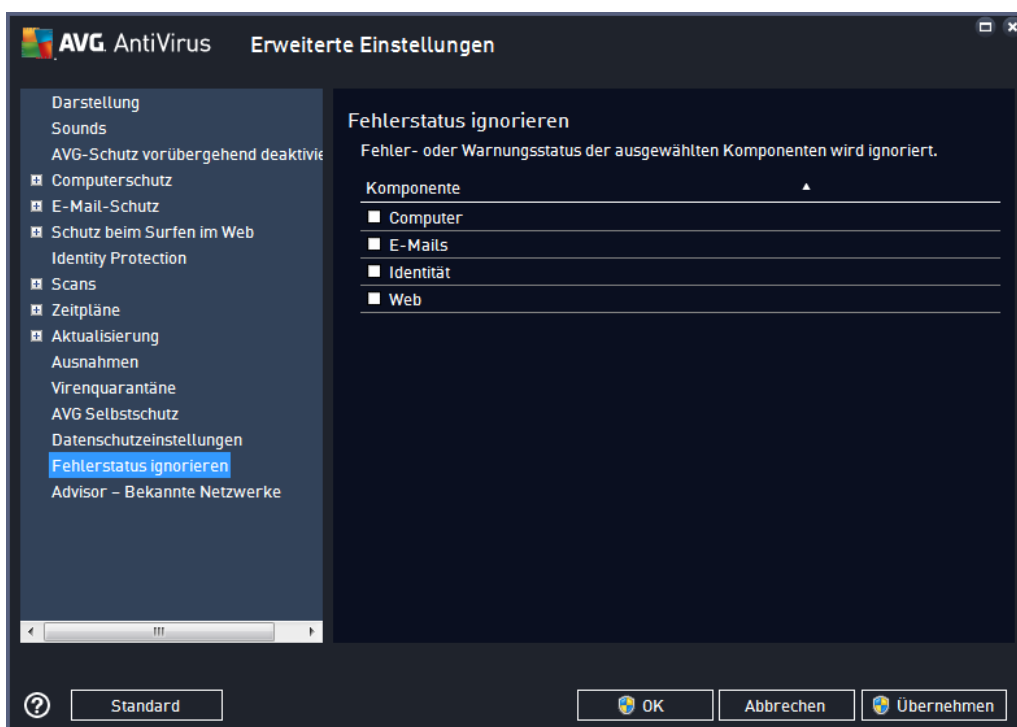 AVG. AntiVirus Erweiterte Einstellungen
Darstellung
Sounds
AVG-Schutz vorübergehend deaktivie
Computerschutz
E-Mail-Schutz
Schutz beim Surfen im Web
Identity Protection
Scans
Zeitpläne
Aktualisierung
Ausnahmen
Virenquarantäne
AVG Selbstschutz
Datenschutzeinstellungen
Fehlerstatus ignorieren
Advisor – Bekannte Netzwerke
Fehlerstatus ignorieren
Fehler- oder Warnungsstatus der ausgewählten Komponenten wird ignoriert.
Komponente
Computer
E-Mails
Identität
Web
Standard
OK
Abbrechen
Übernehmen